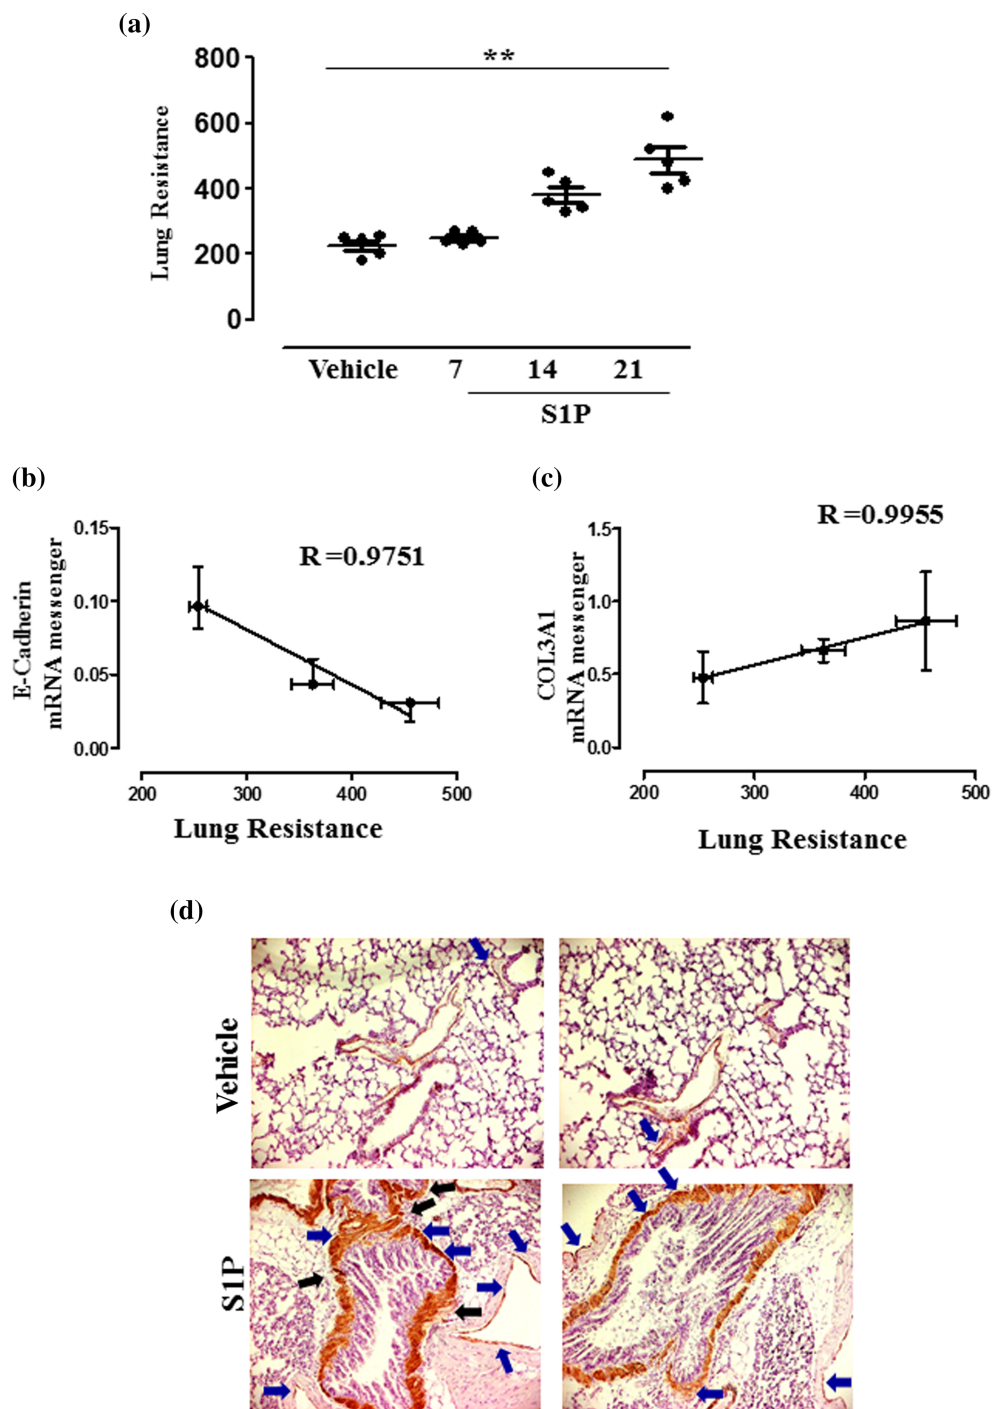 (a)
**
800
600
400
200
0
Lung Resistance
Vehicle 7 14 21
S1P
(b)
R=0.9751
0.15
0.10
0.05
0.00
E-Cadherin
mRNA messenger
200 300 400 500
Lung Resistance
(c)
R=0.9955
1.5
1.0
0.5
0.0
COL3A1
mRNA messenger
200 300 400 500
Lung Resistance
(d)
Vehicle
S1P